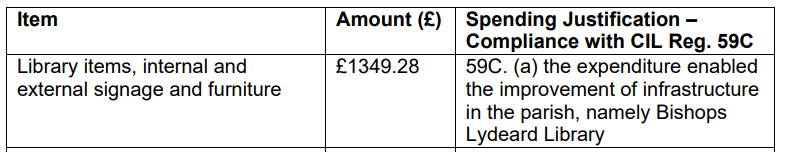 Item
Amount (£)
Spending Justification –
Compliance with CIL Reg. 59C
Library items, internal and
external signage and furniture
£1349.28
59C. (a) the expenditure enabled
the improvement of infrastructure
in the parish, namely Bishops
Lydeard Library